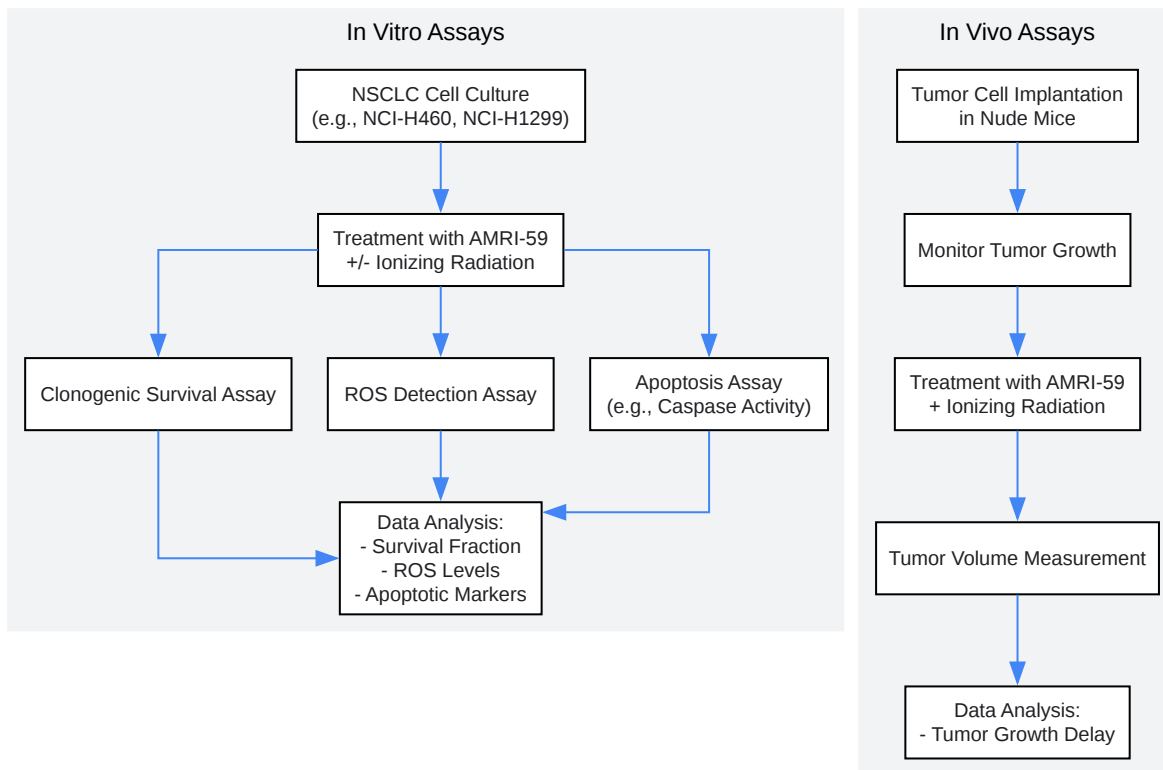 In Vitro Assays
NSCLC Cell Culture
(e.g., NCI-H460, NCI-H1299)
Treatment with AMRI-59
+/- Ionizing Radiation
Clonogenic Survival Assay
ROS Detection Assay
Apoptosis Assay
(e.g., Caspase Activity)
Data Analysis:
- Survival Fraction
- ROS Levels
- Apoptotic Markers
In Vivo Assays
Tumor Cell Implantation
in Nude Mice
Monitor Tumor Growth
Treatment with AMRI-59
+ Ionizing Radiation
Tumor Volume Measurement
Data Analysis:
- Tumor Growth Delay